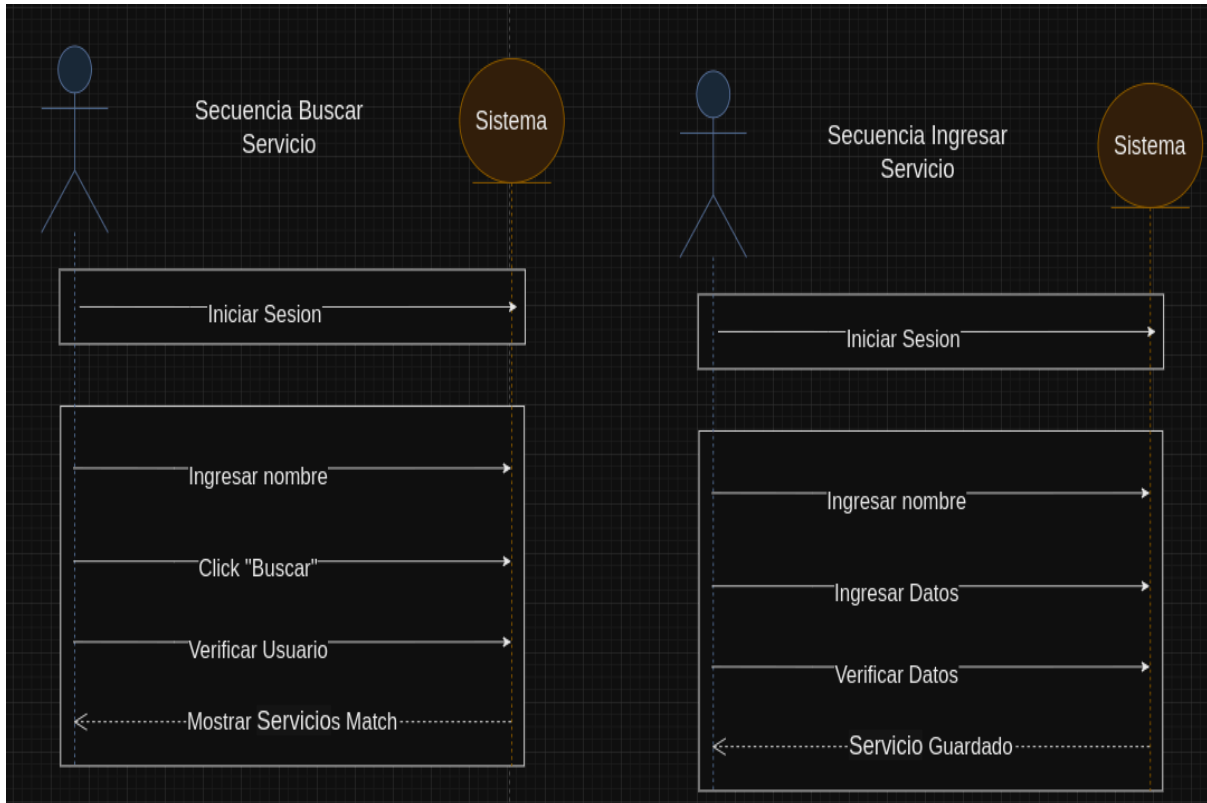 Secuencia Buscar
Servicio
Sistema
Iniciar Sesion
Ingresar nombre
Click "Buscar"
Verificar Usuario
Mostrar Servicios Match
Secuencia Ingresar
Servicio
Sistema
Iniciar Sesion
Ingresar nombre
Ingresar Datos
Verificar Datos
Servicio Guardado